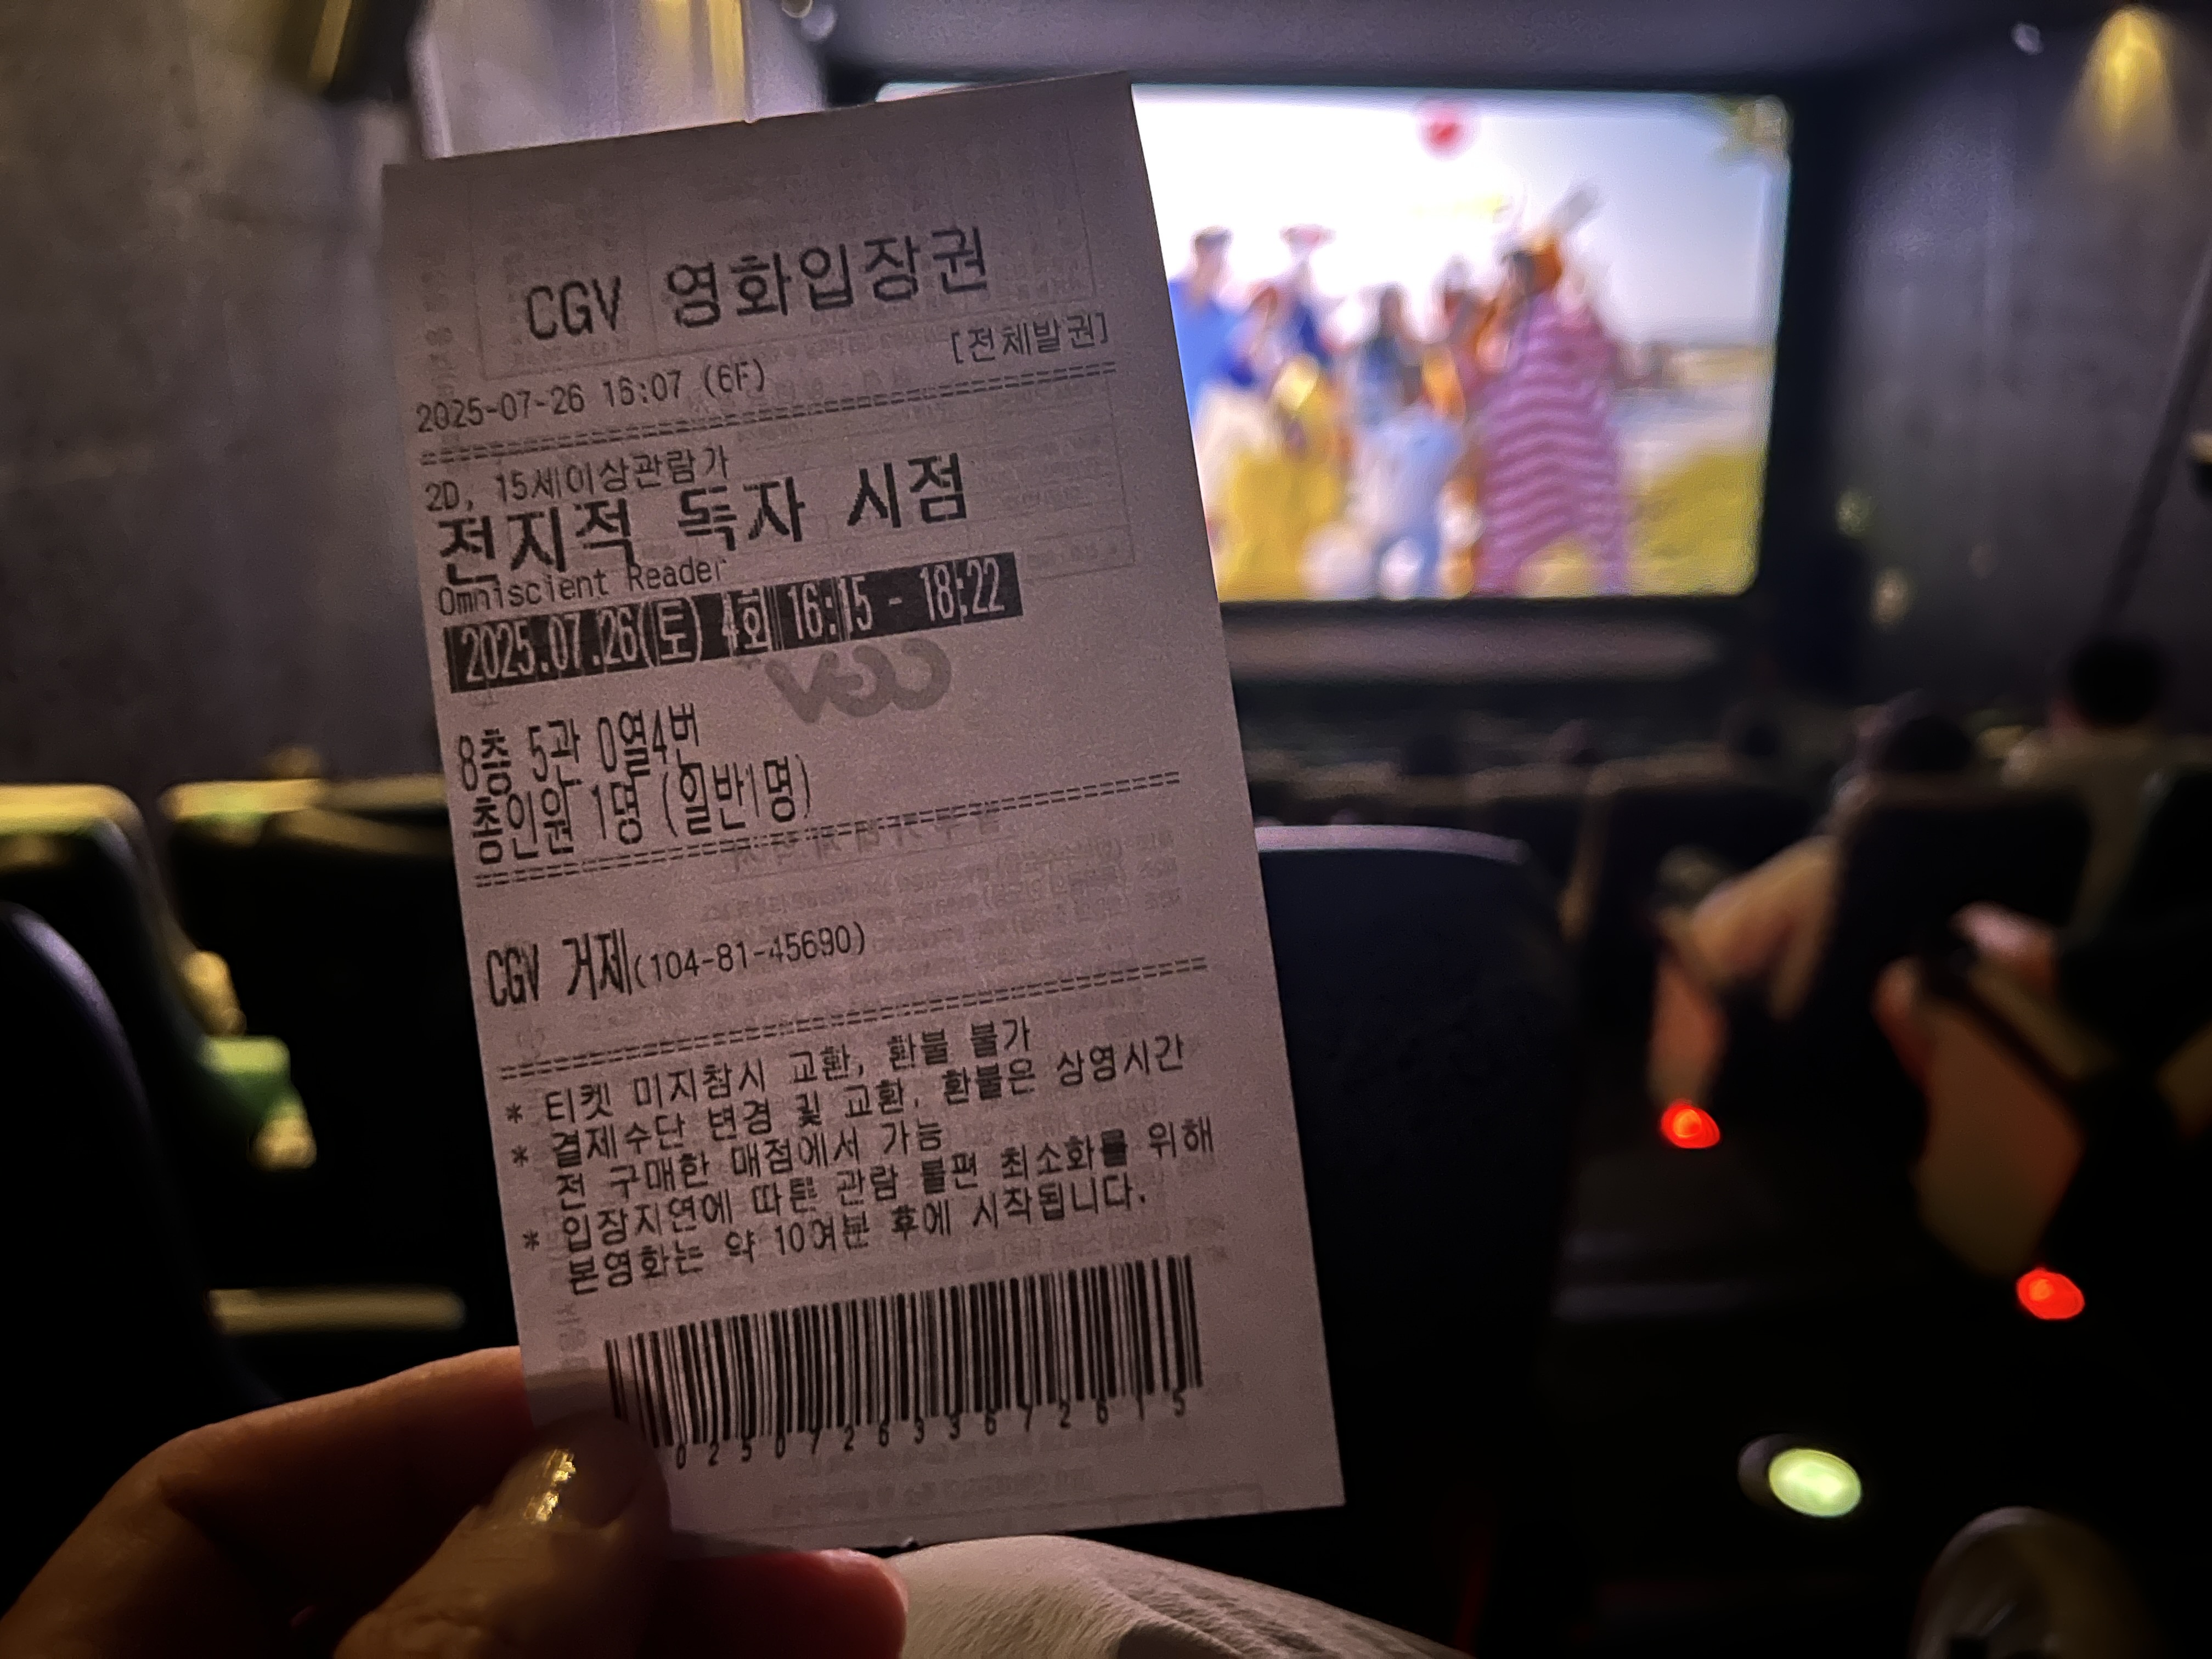 CGV 영화입장권
[전체발권]
2025-07-26 16:07 (6F)
2D, 15세이상관람가
전지적 독자 시점
Omniscient Reader
2025.07.26(토) 4회 16:15 - 18:22
CGV
8층 5관 O열4번
총인원 1명 (일반1명)
CGV 거제(104-81-45690)
* 티켓 미지참시 교환, 환불 불가
* 결제수단 변경 및 교환, 환불은 상영시간
전 구매한 매점에서 가능
* 입장지연에 따른 관람 불편 최소화를 위해
본영화는 약 10여분 후에 시작됩니다.
025072633672615